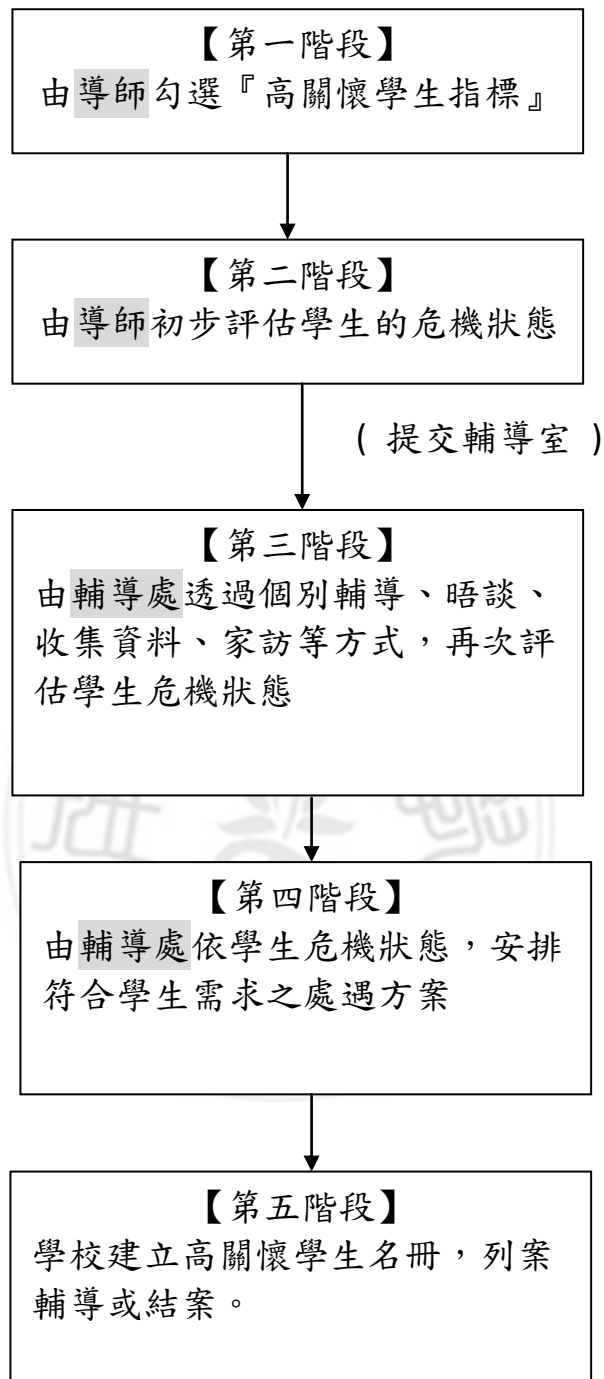 【第一階段】
由導師勾選『高關懷學生指標』
【第二階段】
由導師初步評估學生的危機狀態
( 提交輔導室 )
【第三階段】
由輔導處透過個別輔導、晤談、
收集資料、家訪等方式，再次評
估學生危機狀態
【第四階段】
由輔導處依學生危機狀態，安排
符合學生需求之處遇方案
【第五階段】
學校建立高關懷學生名冊，列案
輔導或結案。